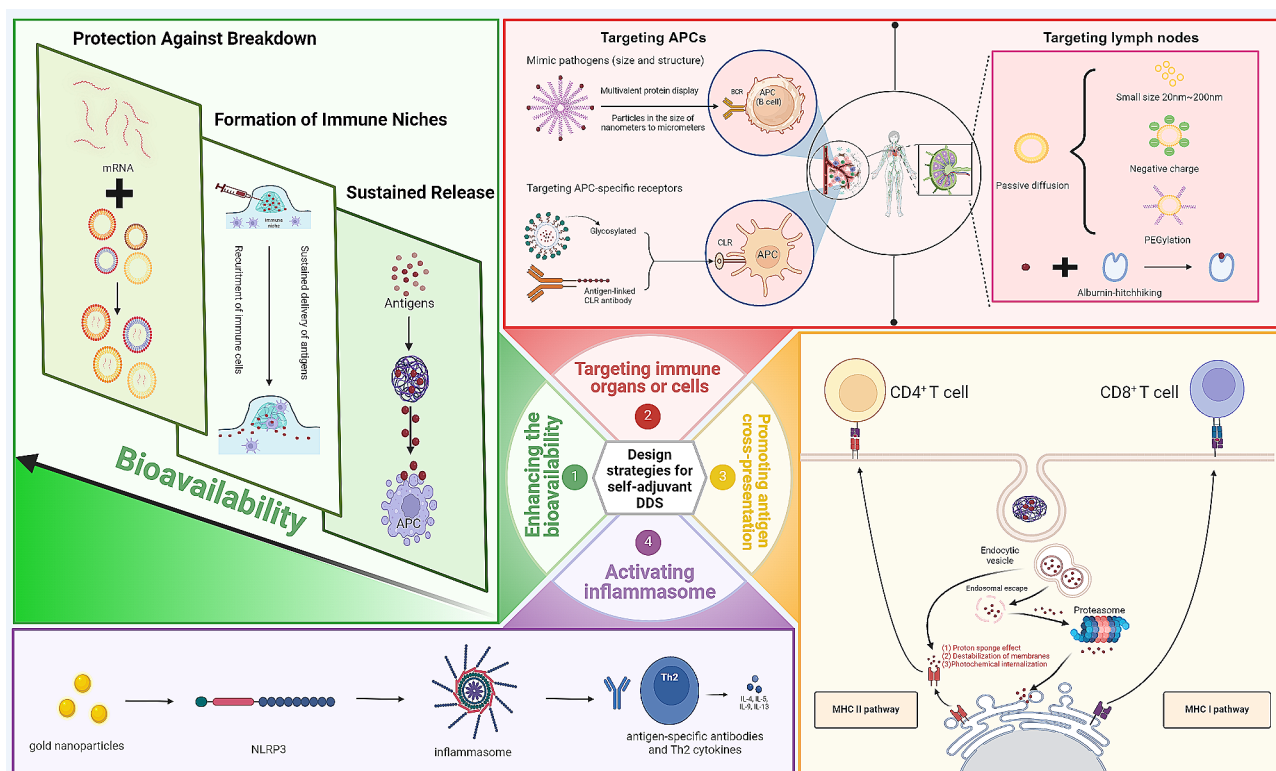 Protection Against Breakdown
mRNA
Formation of Immune Niches
immune
niche
Recuritment of immune cells
Sustained delivery of antigens
Sustained Release
Antigens
APC
Bioavailability
Targeting APCs
Mimic pathogens (size and structure)
Multivalent protein display
Particles in the size of
nanometers to micrometers
BCR
APC
(B cell)
Targeting APC-specific receptors
Glycosylated
Antigen-linked
CLR antibody
CLR
APC
Targeting lymph nodes
Passive diffusion
Small size 20nm~200nm
Negative charge
PEGylation
Albumin-hitchhiking
Targeting immune
organs or cells
2
Enhancing the
bioavailability
1
Design
strategies for
self-adjuvant
DDS
3
Promoting antigen
cross-presentation
4
Activating
inflammasome
CD4⁺ T cell
CD8⁺ T cell
Endocytic
vesicle
Endosomal escape
Proteasome
(1) Proton sponge effect
(2) Destabilization of membranes
(3)Photochemical internalization
MHC II pathway
MHC I pathway
gold nanoparticles
NLRP3
inflammasome
Th2
antigen-specific antibodies
and Th2 cytokines
IL-4, IL-5,
IL-9, IL-13